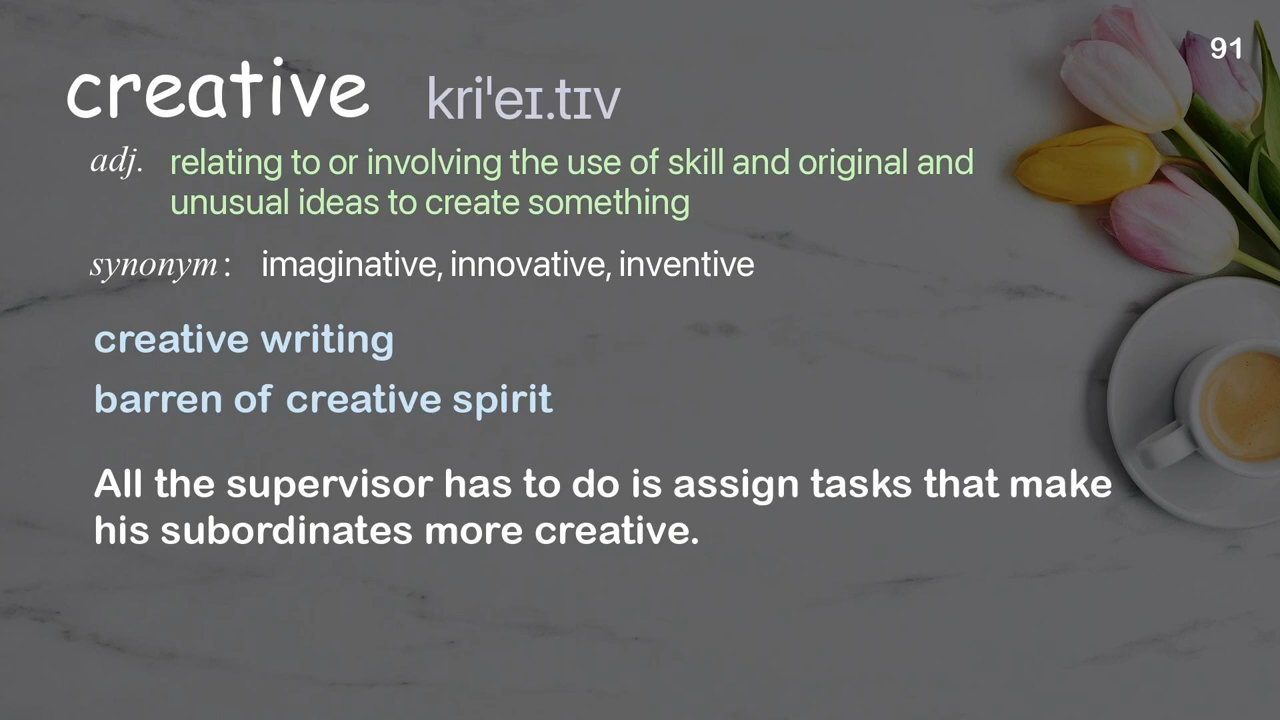 91
creative kri'eɪ.tɪv
adj. relating to or involving the use of skill and original and
unusual ideas to create something
synonym : imaginative, innovative, inventive
creative writing
barren of creative spirit
All the supervisor has to do is assign tasks that make
his subordinates more creative.